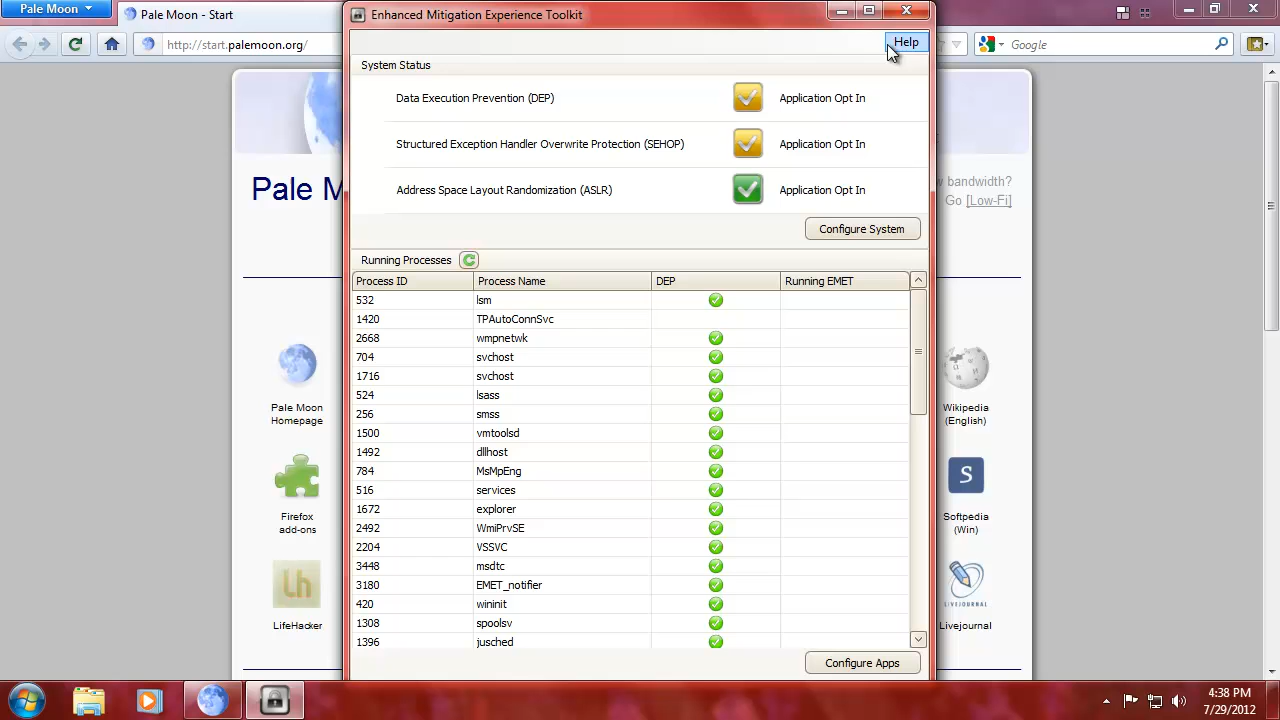 Pale Moon
Pale Moon - Start
Enhanced Mitigation Experience Toolkit
http://start.palemoon.org/
Google
Help
System Status
Data Execution Prevention (DEP) Application Opt In
Structured Exception Handler Overwrite Protection (SEHOP) Application Opt In
Address Space Layout Randomization (ASLR) Application Opt In
Pale M
bandwidth?
Go [Low-Fi]
Configure System
Running Processes
Process ID Process Name DEP Running EMET
532 lsm
1420 TPAutoConnSvc
2668 wmpnetwk
704 svchost
1716 svchost
524 lsass
256 smss
1500 vmtoolsd
1492 dllhost
784 MsMpEng
516 services
1672 explorer
2492 WmiPrvSE
2204 VSSVC
3448 msdtc
3180 EMET_notifier
420 wininit
1308 spoolsv
1396 jusched
Configure Apps
Pale Moon
Homepage
Firefox
add-ons
Lh
LifeHacker
Wikipedia
(English)
S
Softpedia
(Win)
LIVEJOURNAL
Livejournal
4:38 PM
7/29/2012